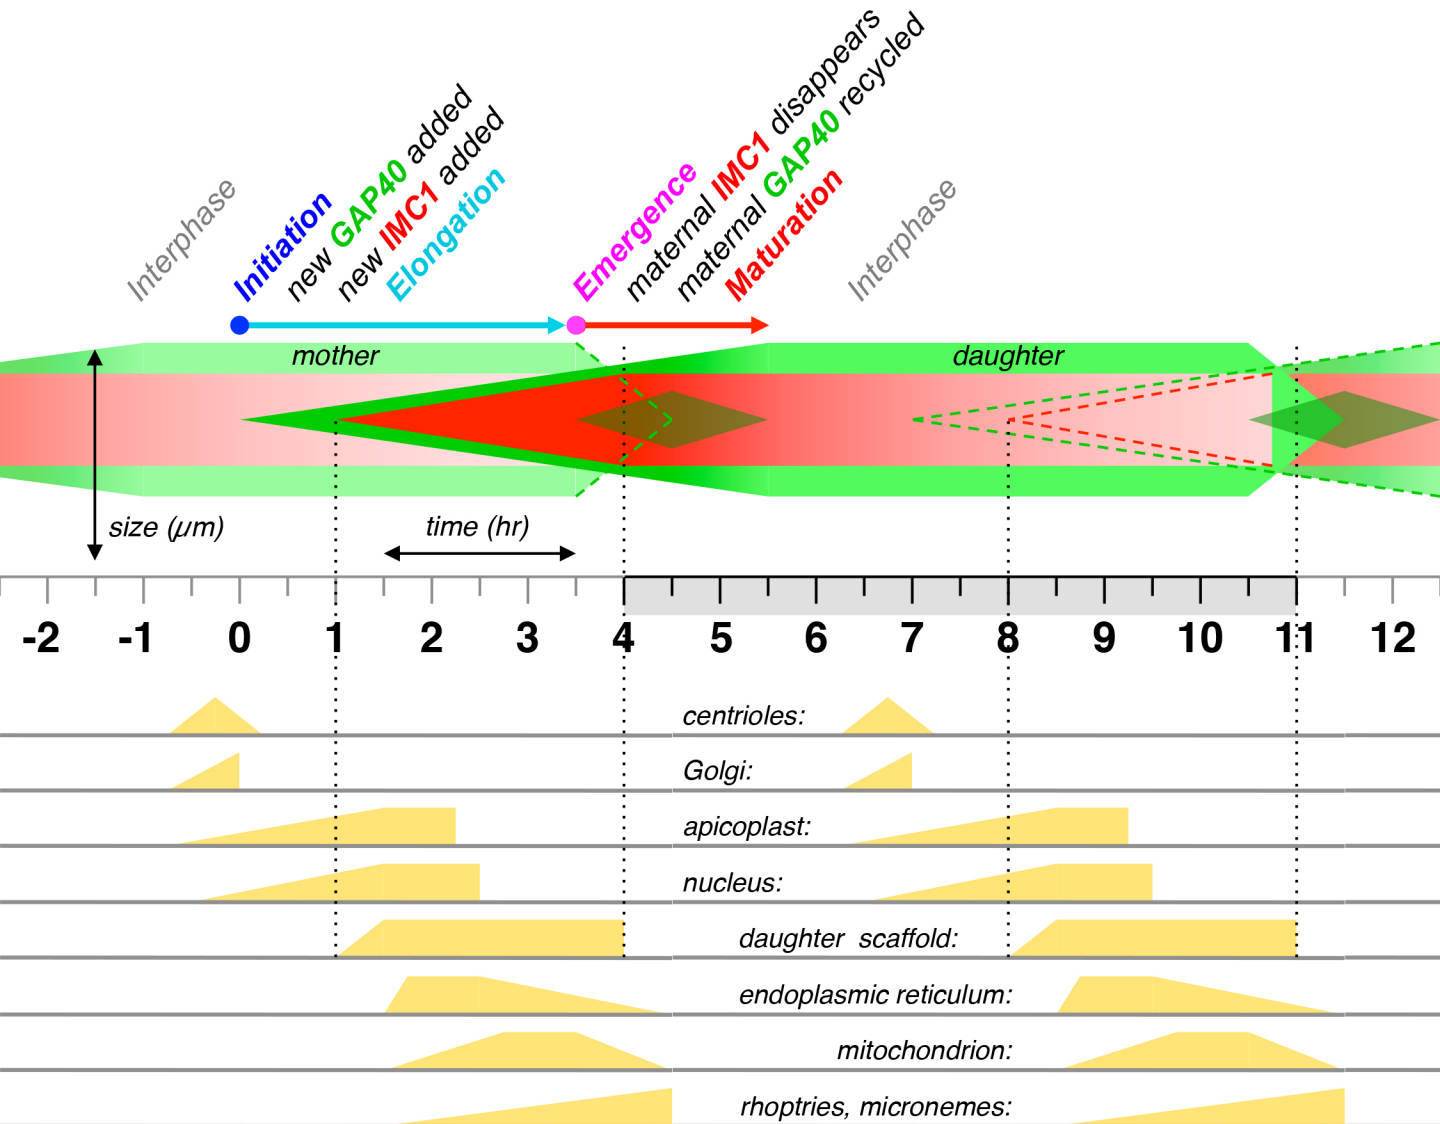 Interphase
Initiation
new GAP40 added
new IMC1 added
Elongation
Emergence
maternal IMC1 disappears
maternal GAP40 recycled
Maturation
Interphase
mother
daughter
size (µm)
time (hr)
-2 -1 0 1 2 3 4 5 6 7 8 9 10 11 12
centrioles:
Golgi:
apicoplast:
nucleus:
daughter scaffold:
endoplasmic reticulum:
mitochondrion:
rhoptries, micronemes: